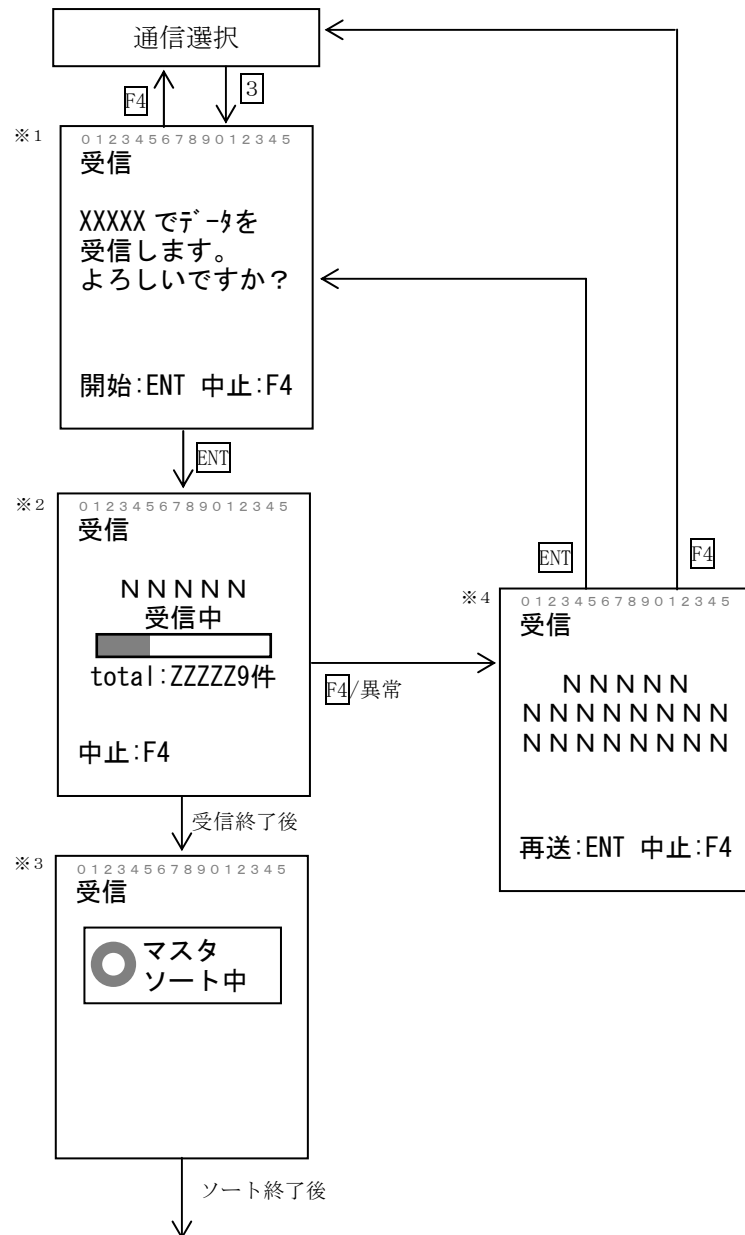 通信選択
F4
3
※1
0123456789012345
受信
XXXXX でﾃﾞｰﾀを
受信します。
よろしいですか？
開始:ENT 中止:F4
ENT
※2
0123456789012345
受信
ＮＮＮＮＮ
受信中
total:ZZZZZ9件
中止:F4
F4/異常
受信終了後
※3
0123456789012345
受信
マスタ
ソート中
ソート終了後
ENT
F4
※4
0123456789012345
受信
ＮＮＮＮＮ
ＮＮＮＮＮＮＮＮ
ＮＮＮＮＮＮＮＮ
再送:ENT 中止:F4